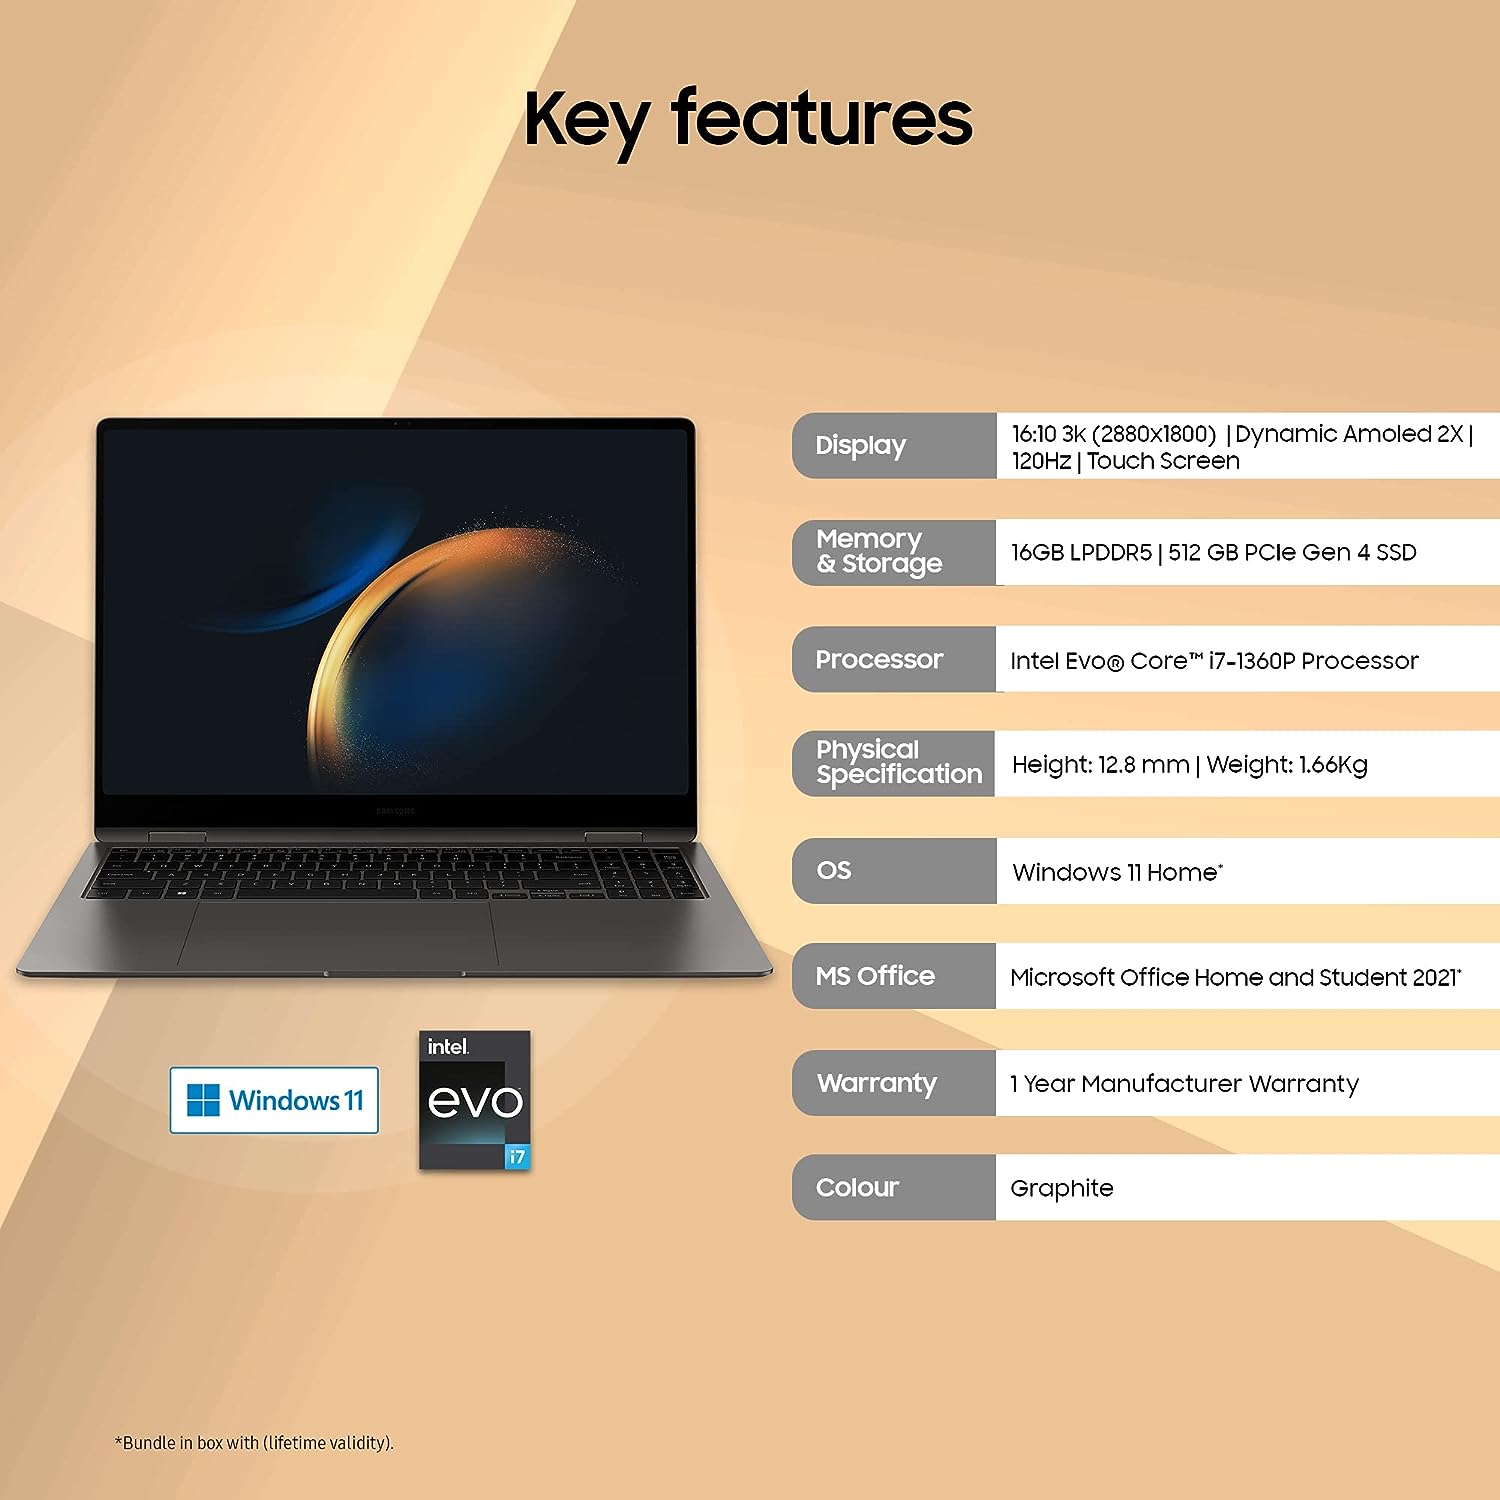 Key features
SAMSUNG
Display
16:10 3k (2880x1800) | Dynamic Amoled 2X |
120Hz | Touch Screen
Memory
& Storage
16GB LPDDR5 | 512 GB PCIe Gen 4 SSD
Processor
Intel Evo® Core™ i7-1360P Processor
Physical
Specification
Height: 12.8 mm | Weight: 1.66Kg
OS
Windows 11 Home*
MS Office
Microsoft Office Home and Student 2021*
Warranty
1 Year Manufacturer Warranty
Colour
Graphite
Windows 11
intel.
evo
i7
*Bundle in box with (lifetime validity).